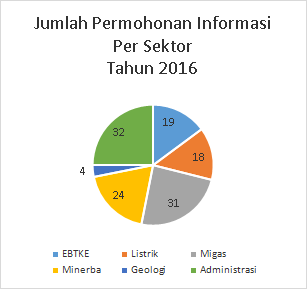 Jumlah Permohonan Informasi
Per Sektor
Tahun 2016
19
18
31
24
4
32
EBTKE Listrik Migas
Minerba Geologi Administrasi